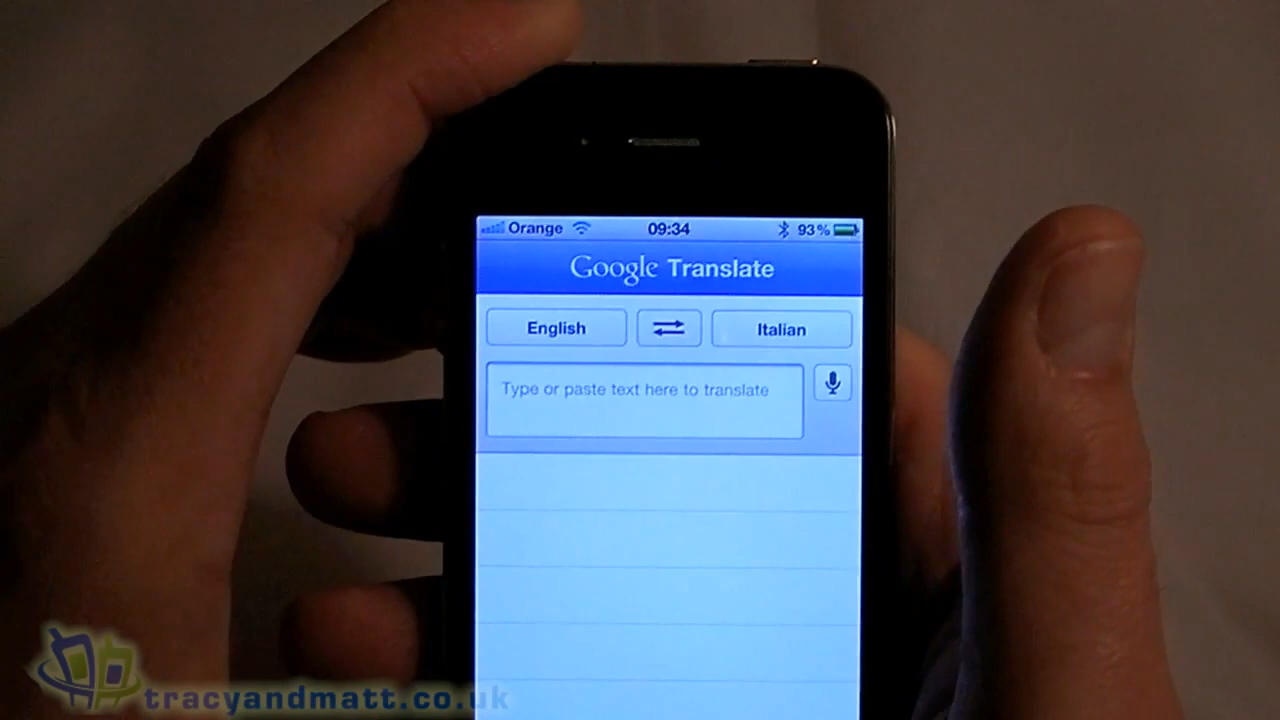 Orange 09:34 93%
Google Translate
English Italian
Type or paste text here to translate
tracyandmatt.co.uk